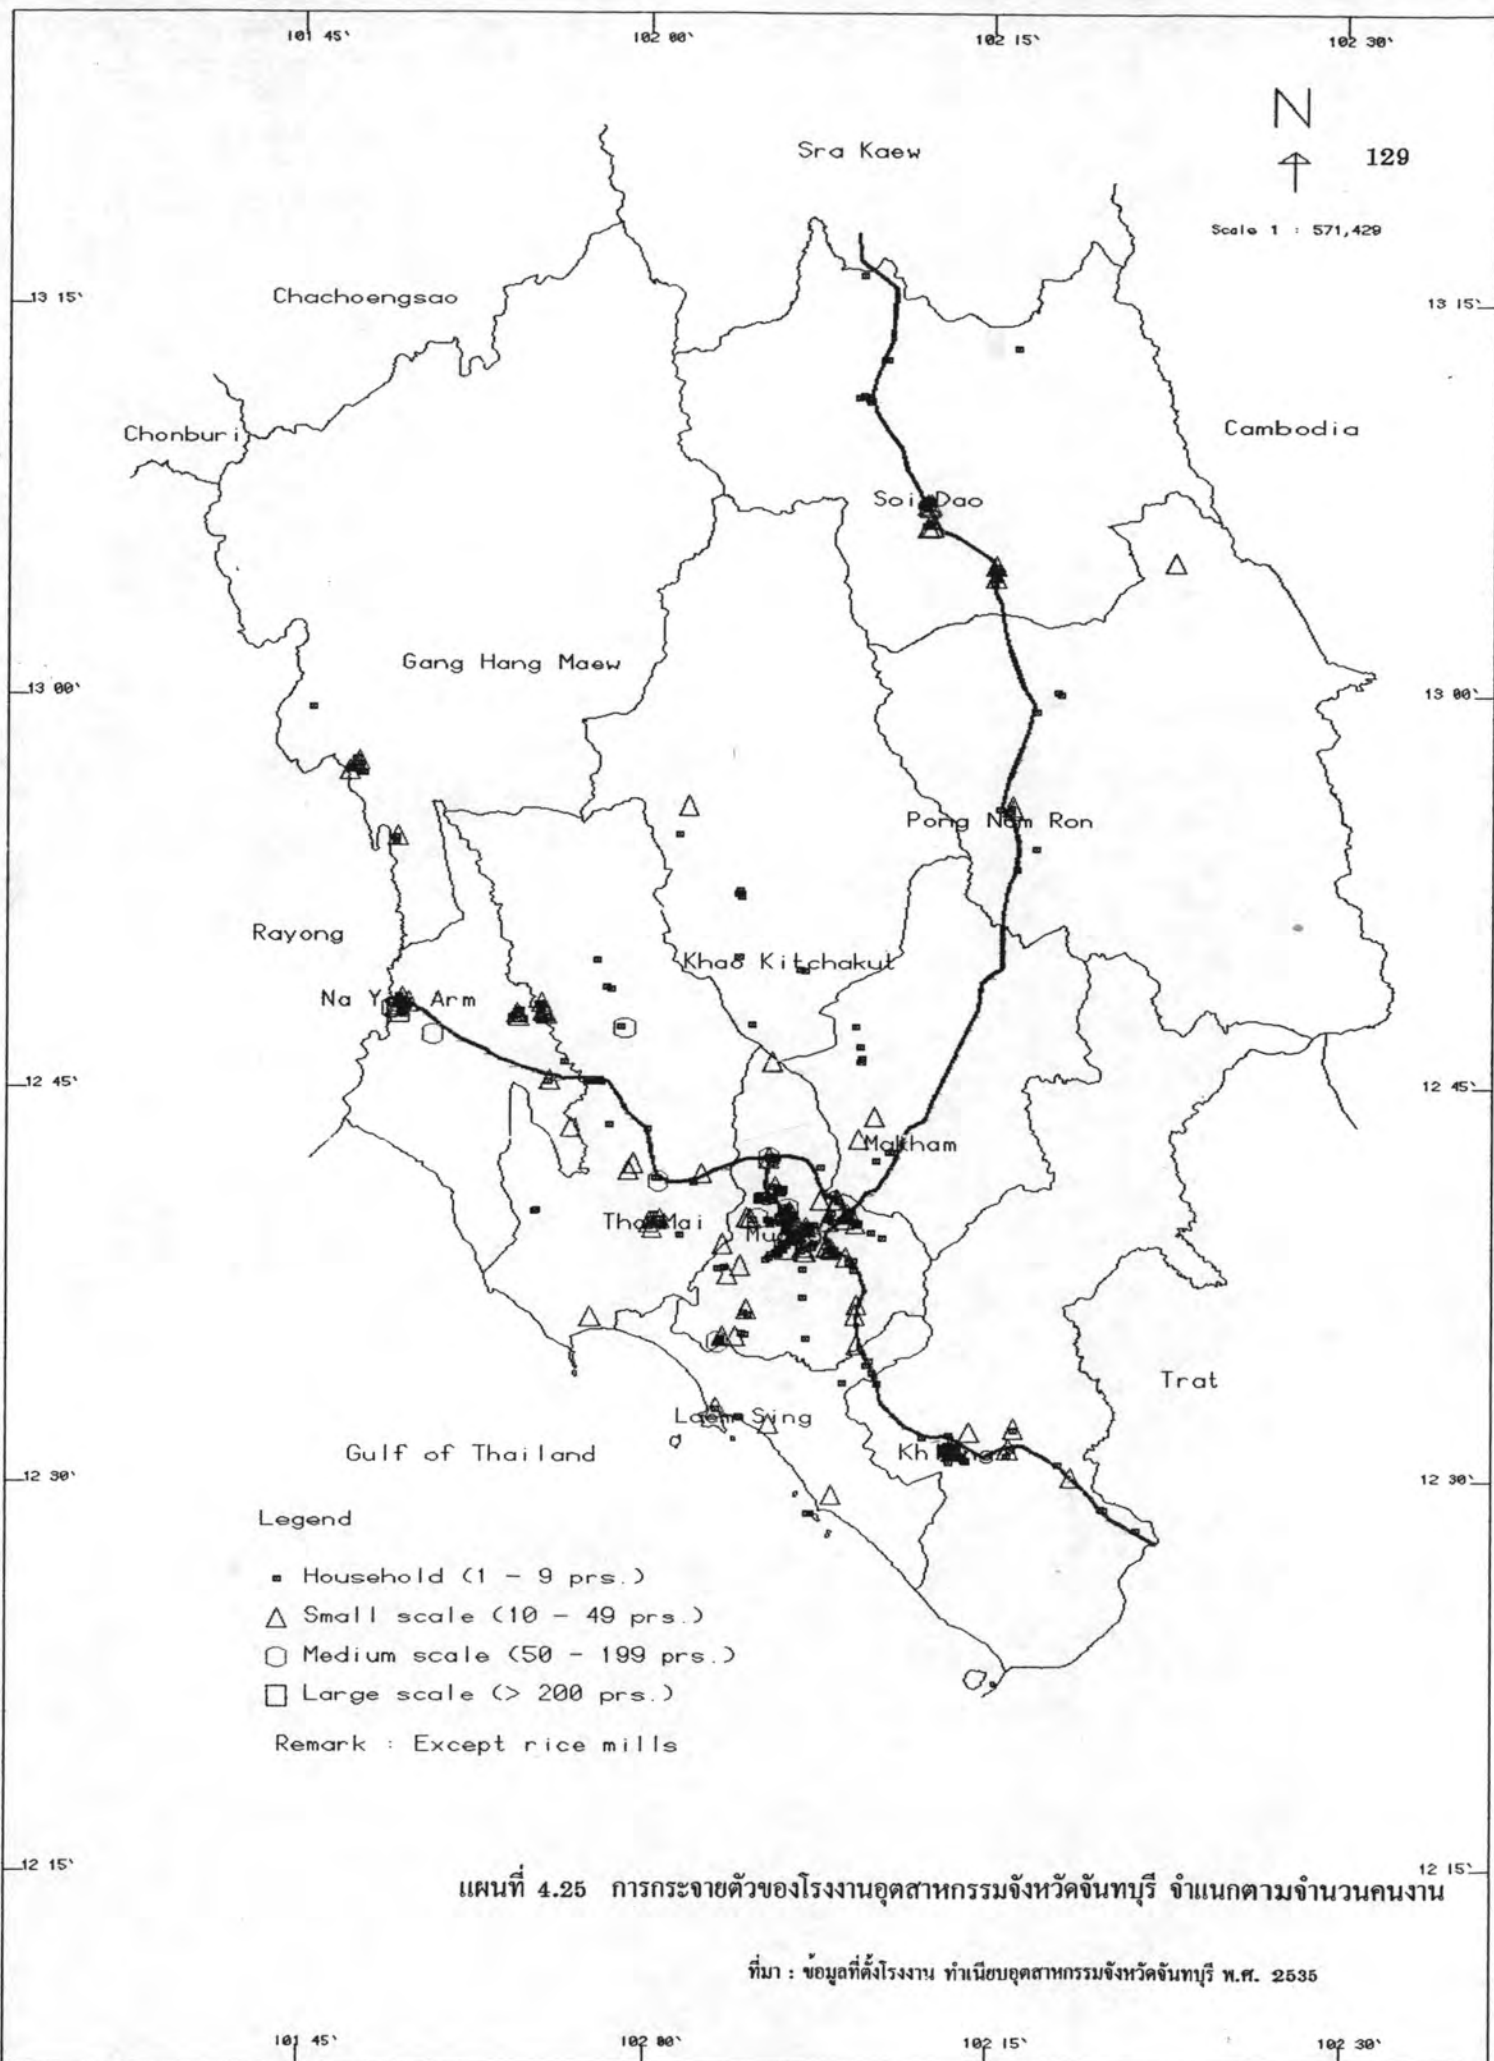 101 45' 102 00' 102 15' 102 30'
N
129
Scale 1 : 571,429
Sra Kaew
Chachoengsao
13 15' 13 15'
Chonburi
Cambodia
Soi Dao
Gang Hang Maew
13 00' 13 00'
Pong Nam Ron
Rayong
Khao Kitchakut
Na Ya Arm
12 45' 12 45'
Makham
Tha Mai
Trat
Laem Sing
Gulf of Thailand
12 30' 12 30'
Legend
Household (1 - 9 prs.)
Small scale (10 - 49 prs.)
Medium scale (50 - 199 prs.)
Large scale (> 200 prs.)
Remark : Except rice mills
12 15' 12 15'
แผนที่ 4.25 การกระจายตัวของโรงงานอุตสาหกรรมจังหวัดจันทบุรี จำแนกตามจำนวนคนงาน
ที่มา : ข้อมูลที่ตั้งโรงงาน ทำเนียบอุตสาหกรรมจังหวัดจันทบุรี พ.ศ. 2535
101 45' 102 00' 102 15' 102 30'